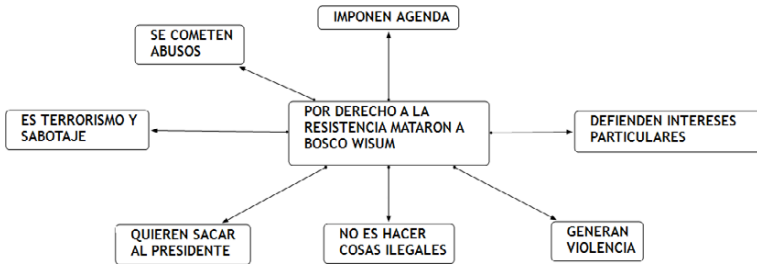 IMPONEN AGENDA
SE COMETEN
ABUSOS
ES TERRORISMO Y
SABOTAJE
POR DERECHO A LA
RESISTENCIA MATARON A
BOSCO WISUM
DEFIENDEN INTERESES
PARTICULARES
QUIEREN SACAR
AL PRESIDENTE
NO ES HACER
COSAS ILEGALES
GENERAN
VIOLENCIA